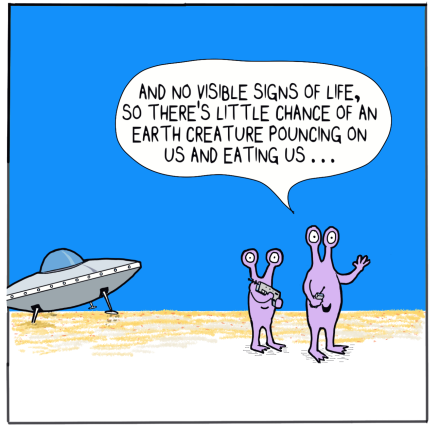 AND NO VISIBLE SIGNS OF LIFE,
SO THERE'S LITTLE CHANCE OF AN
EARTH CREATURE POUNCING ON
US AND EATING US...